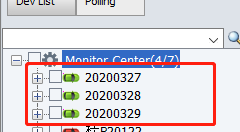 Dev List
Polling
Monitor Center(4/7)
20200327
20200328
20200329